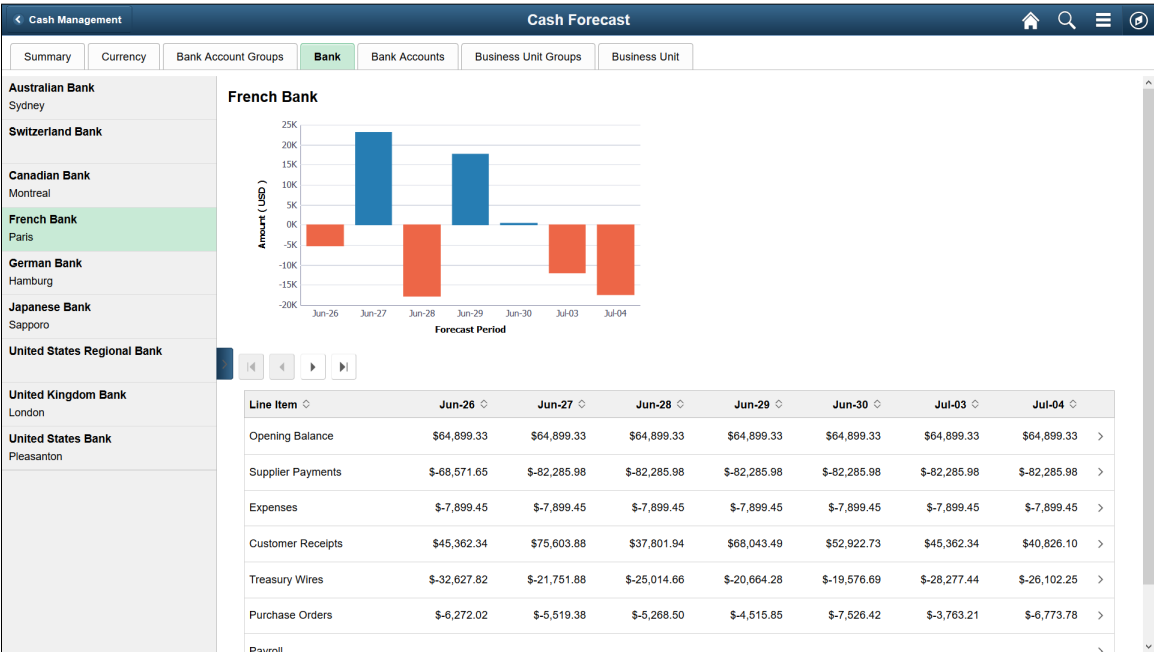 Cash Management
Cash Forecast
Summary Currency Bank Account Groups Bank Bank Accounts Business Unit Groups Business Unit
Australian Bank
Sydney
Switzerland Bank
Canadian Bank
Montreal
French Bank
Paris
German Bank
Hamburg
Japanese Bank
Sapporo
United States Regional Bank
United Kingdom Bank
London
United States Bank
Pleasanton
French Bank
Amount ( USD )
25K
20K
15K
10K
5K
0K
-5K
-10K
-15K
-20K
Jun-26 Jun-27 Jun-28 Jun-29 Jun-30 Jul-03 Jul-04
Forecast Period
Line Item Jun-26 Jun-27 Jun-28 Jun-29 Jun-30 Jul-03 Jul-04
Opening Balance $64,899.33 $64,899.33 $64,899.33 $64,899.33 $64,899.33 $64,899.33 $64,899.33
Supplier Payments $-68,571.65 $-82,285.98 $-82,285.98 $-82,285.98 $-82,285.98 $-82,285.98 $-82,285.98
Expenses $-7,899.45 $-7,899.45 $-7,899.45 $-7,899.45 $-7,899.45 $-7,899.45 $-7,899.45
Customer Receipts $45,362.34 $75,603.88 $37,801.94 $68,043.49 $52,922.73 $45,362.34 $40,826.10
Treasury Wires $-32,627.82 $-21,751.88 $-25,014.66 $-20,664.28 $-19,576.69 $-28,277.44 $-26,102.25
Purchase Orders $-6,272.02 $-5,519.38 $-5,268.50 $-4,515.85 $-7,526.42 $-3,763.21 $-6,773.78
Payroll